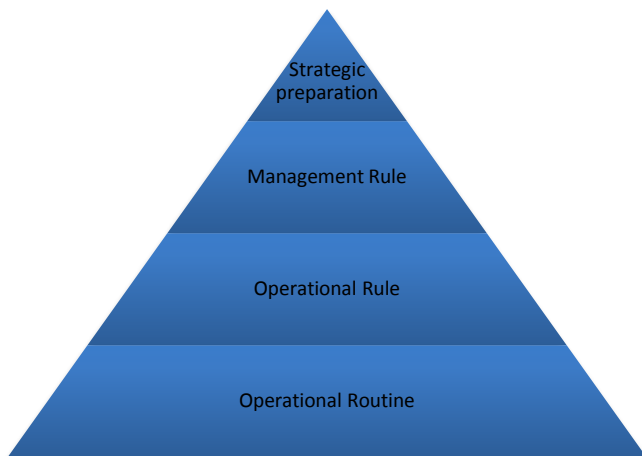 Strategic
preparation
Management Rule
Operational Rule
Operational Routine